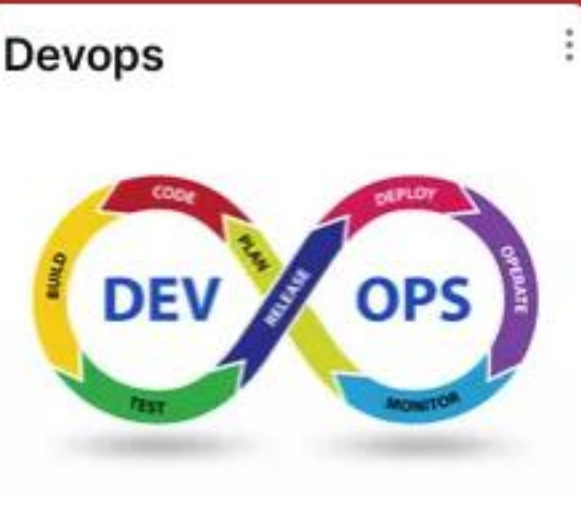 Devops
CODE
DEPLOY
BUILD
PLAN
OPERATE
DEV
RELEASE
OPS
TEST
MONITOR